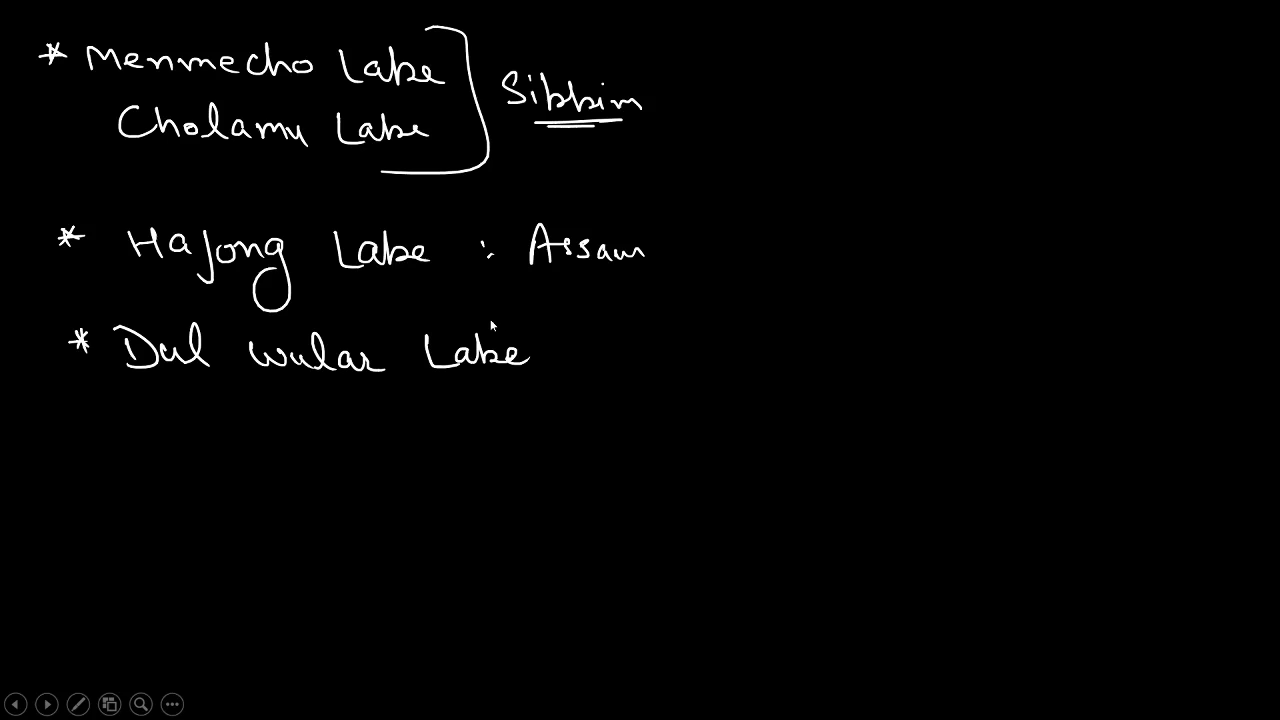 * Menmecho Lake
Cholamu Lake
Sikkim
* Hajong Lake : Assam
* Dal wular Lake